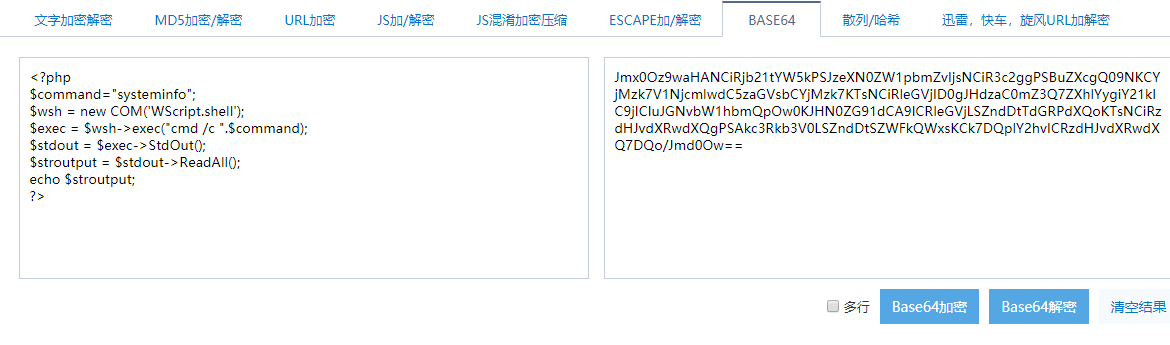 文字加密解密 MD5加密/解密 URL加密 JS加/解密 JS混淆加密压缩 ESCAPE加/解密 BASE64 散列/哈希 迅雷，快车，旋风URL加解密
<?php
$command="systeminfo";
$wsh = new COM('WScript.shell');
$exec = $wsh->exec("cmd /c ".$command);
$stdout = $exec->StdOut();
$stroutput = $stdout->ReadAll();
echo $stroutput;
?>
Jmx0Oz9waHANCiRjb21tYW5kPSJzeXN0ZW1pbmZvIjsNCiR3c2ggPSBuZXcgQ09NKCY
jMzk7V1NjcmlwdC5zaGVsbCYjMzk7KTsNCiRleGVjID0gJHdzaC0mZ3Q7ZXhlYygiY21kI
C9jICIuJGNvbW1hbmQpOw0KJHN0ZG91dCA9ICRleGVjLSZndDtTdGRPdXQoKTsNCiRz
dHJvdXRwdXQgPSAkc3Rkb3V0LSZndDtSZWFkQWxsKCk7DQplY2hvICRzdHJvdXRwdX
Q7DQo/Jmd0Ow==
多行 Base64加密 Base64解密 清空结果